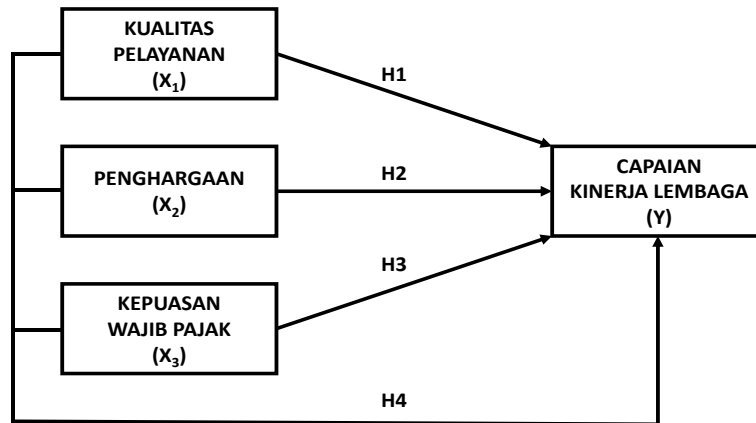 KUALITAS
PELAYANAN
(X₁)
H1
PENGHARGAAN
(X₂)
H2
CAPAIAN
KINERJA LEMBAGA
(Y)
H3
KEPUASAN
WAJIB PAJAK
(X₃)
H4